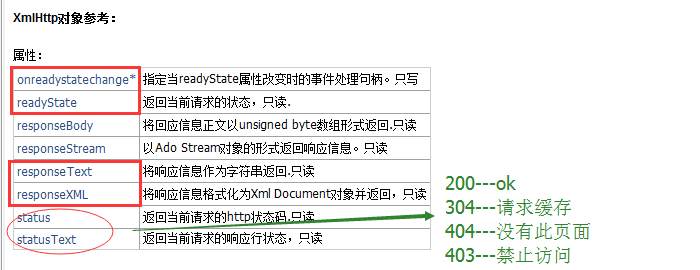 XmlHttp对象参考：
属性：
onreadystatechange* 指定当readyState属性改变时的事件处理句柄。只写
readyState 返回当前请求的状态，只读.
responseBody 将回应信息正文以unsigned byte数组形式返回.只读
responseStream 以Ado Stream对象的形式返回响应信息。只读
responseText 将响应信息作为字符串返回.只读
responseXML 将响应信息格式化为Xml Document对象并返回，只读
status 返回当前请求的http状态码.只读
statusText 返回当前请求的响应行状态，只读
200---ok
304---请求缓存
404---没有此页面
403---禁止访问